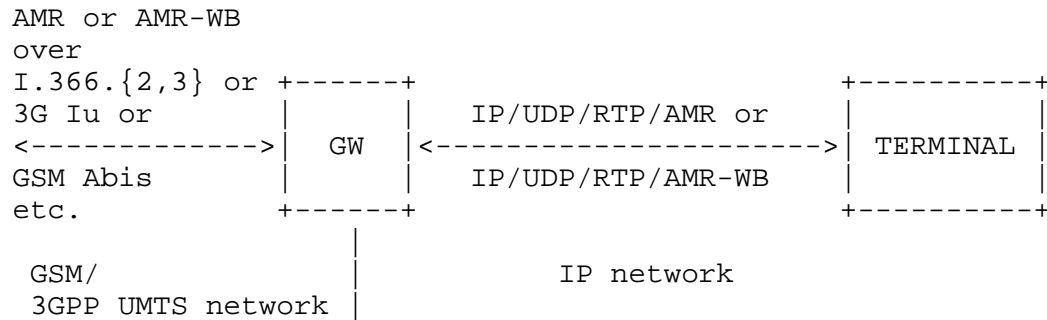 AMR or AMR-WB
over
I.366.{2,3} or +------+                        +----------+
3G Iu or       |      |   IP/UDP/RTP/AMR or    |          |
<------------->|  GW  |<---------------------->| TERMINAL |
GSM Abis       |      |   IP/UDP/RTP/AMR-WB    |          |
etc.           +------+                        +----------+
                   |
 GSM/              |           IP network
 3GPP UMTS network |